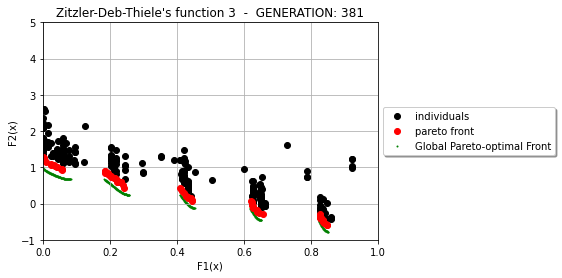 Zitzler-Deb-Thiele's function 3 - GENERATION: 381
5
4
3
2
1
0
-1
F2(x)
0.0 0.2 0.4 0.6 0.8 1.0
F1(x)
individuals
pareto front
Global Pareto-optimal Front